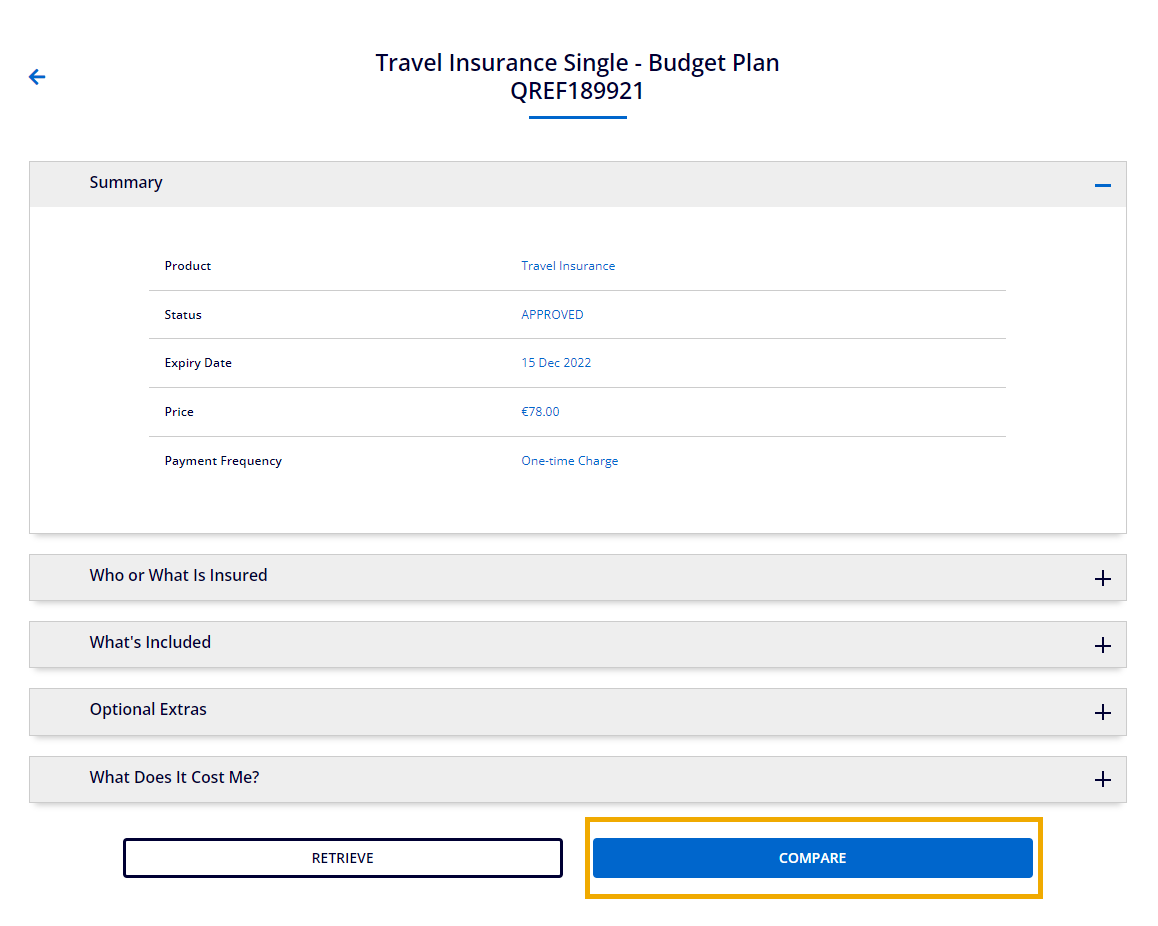 Travel Insurance Single - Budget Plan
QREF189921
Summary
Product Travel Insurance
Status APPROVED
Expiry Date 15 Dec 2022
Price €78.00
Payment Frequency One-time Charge
Who or What Is Insured
What's Included
Optional Extras
What Does It Cost Me?
RETRIEVE COMPARE